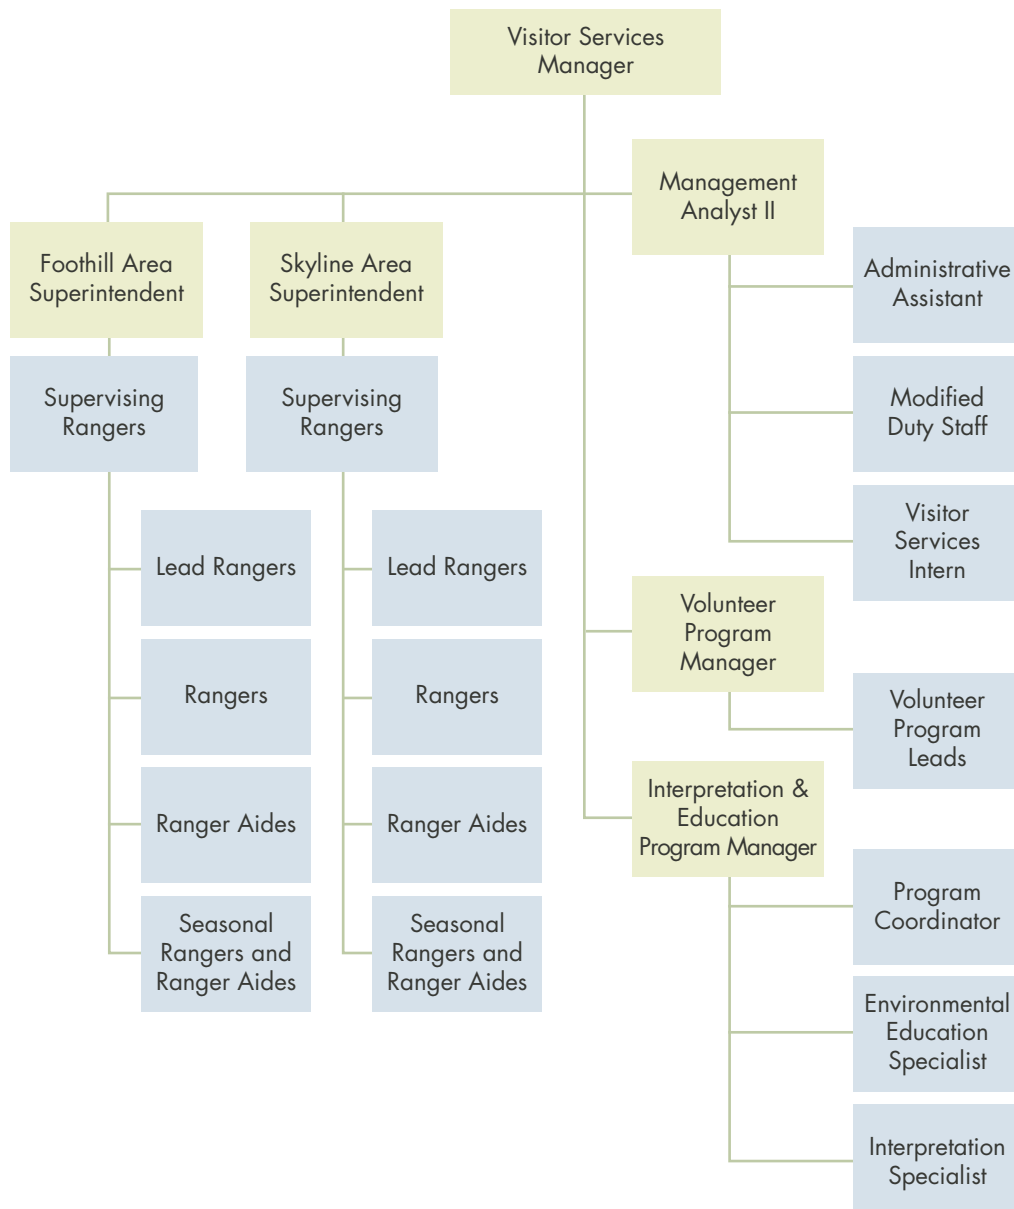 Visitor Services
Manager
Management
Analyst II
Foothill Area
Superintendent
Skyline Area
Superintendent
Administrative
Assistant
Supervising
Rangers
Supervising
Rangers
Modified
Duty Staff
Visitor
Services
Intern
Lead Rangers
Lead Rangers
Volunteer
Program
Manager
Rangers
Rangers
Volunteer
Program
Leads
Interpretation &
Education
Program Manager
Ranger Aides
Ranger Aides
Program
Coordinator
Seasonal
Rangers and
Ranger Aides
Seasonal
Rangers and
Ranger Aides
Environmental
Education
Specialist
Interpretation
Specialist